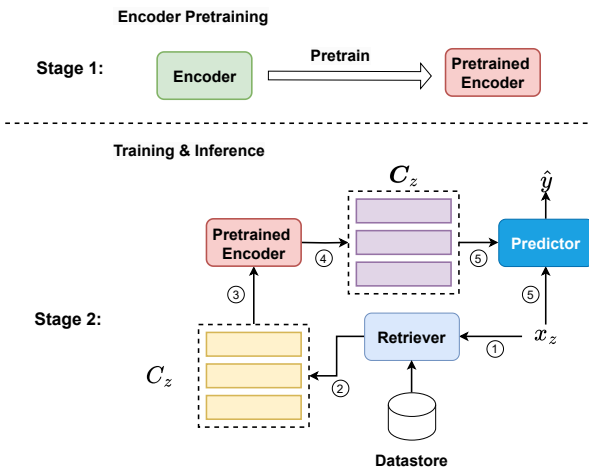 Encoder Pretraining
Stage 1:
Encoder
Pretrain
Pretrained
Encoder
Training & Inference
C_z
ŷ
Pretrained
Encoder
④
⑤
Predictor
③
⑤
Stage 2:
Retriever
①
x_z
C_z
②
Datastore